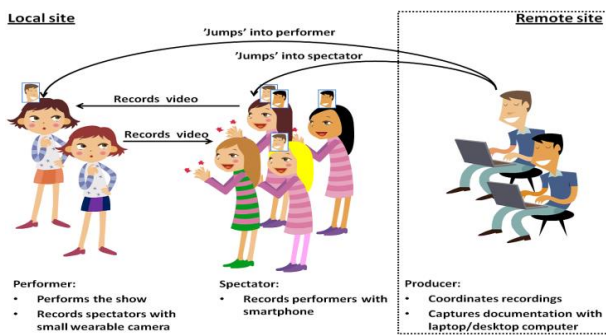 Local site
Remote site
'Jumps' into performer
'Jumps' into spectator
Records video
Records video
Performer:
• Performs the show
• Records spectators with
small wearable camera
Spectator:
• Records performers with
smartphone
Producer:
• Coordinates recordings
• Captures documentation with
laptop/desktop computer